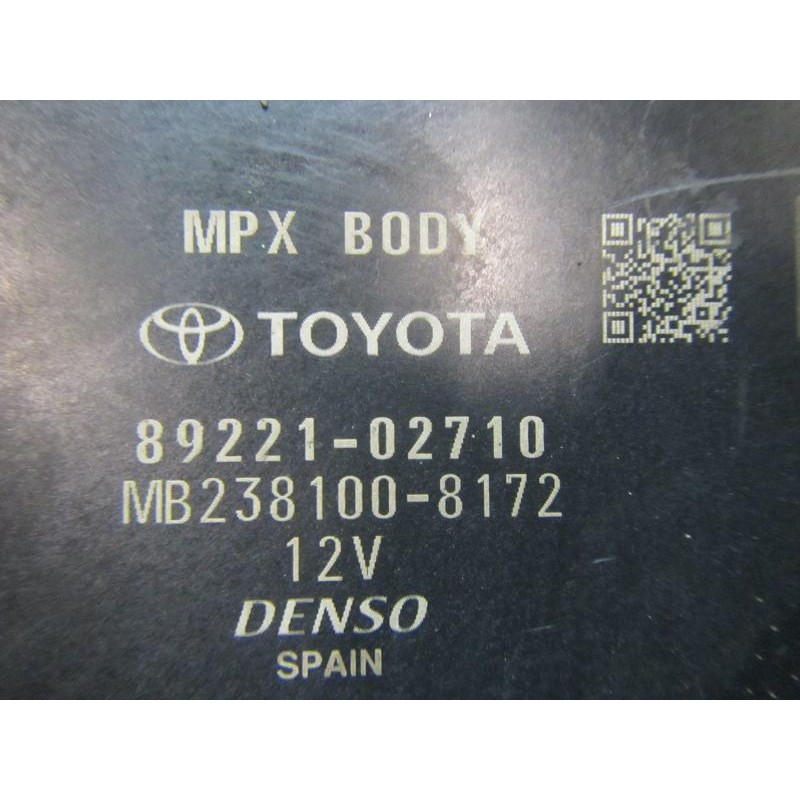 MPX BODY
TOYOTA
89221-02710
MB238100-8172
12V
DENSO
SPAIN